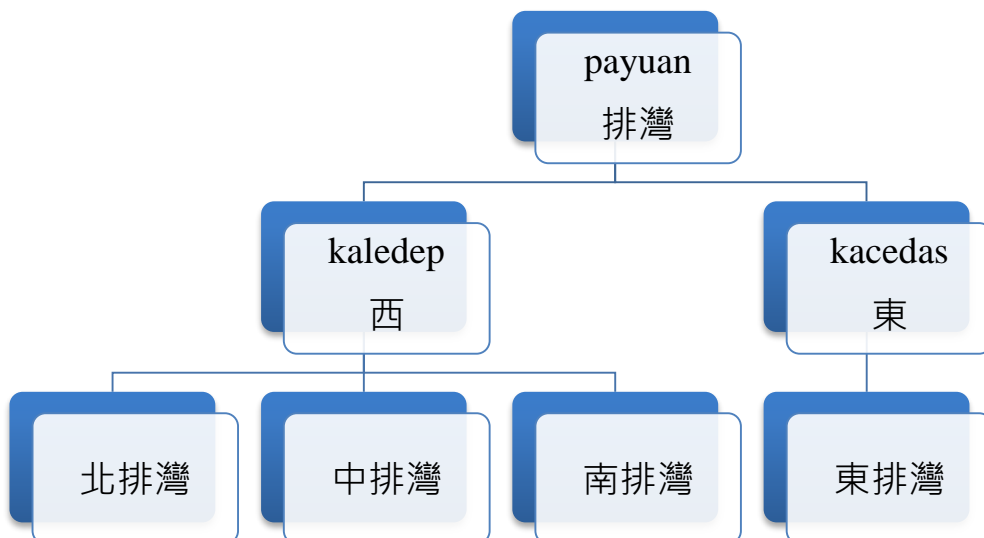 payuan
排灣
kaledep
西
kacedas
東
北排灣
中排灣
南排灣
東排灣